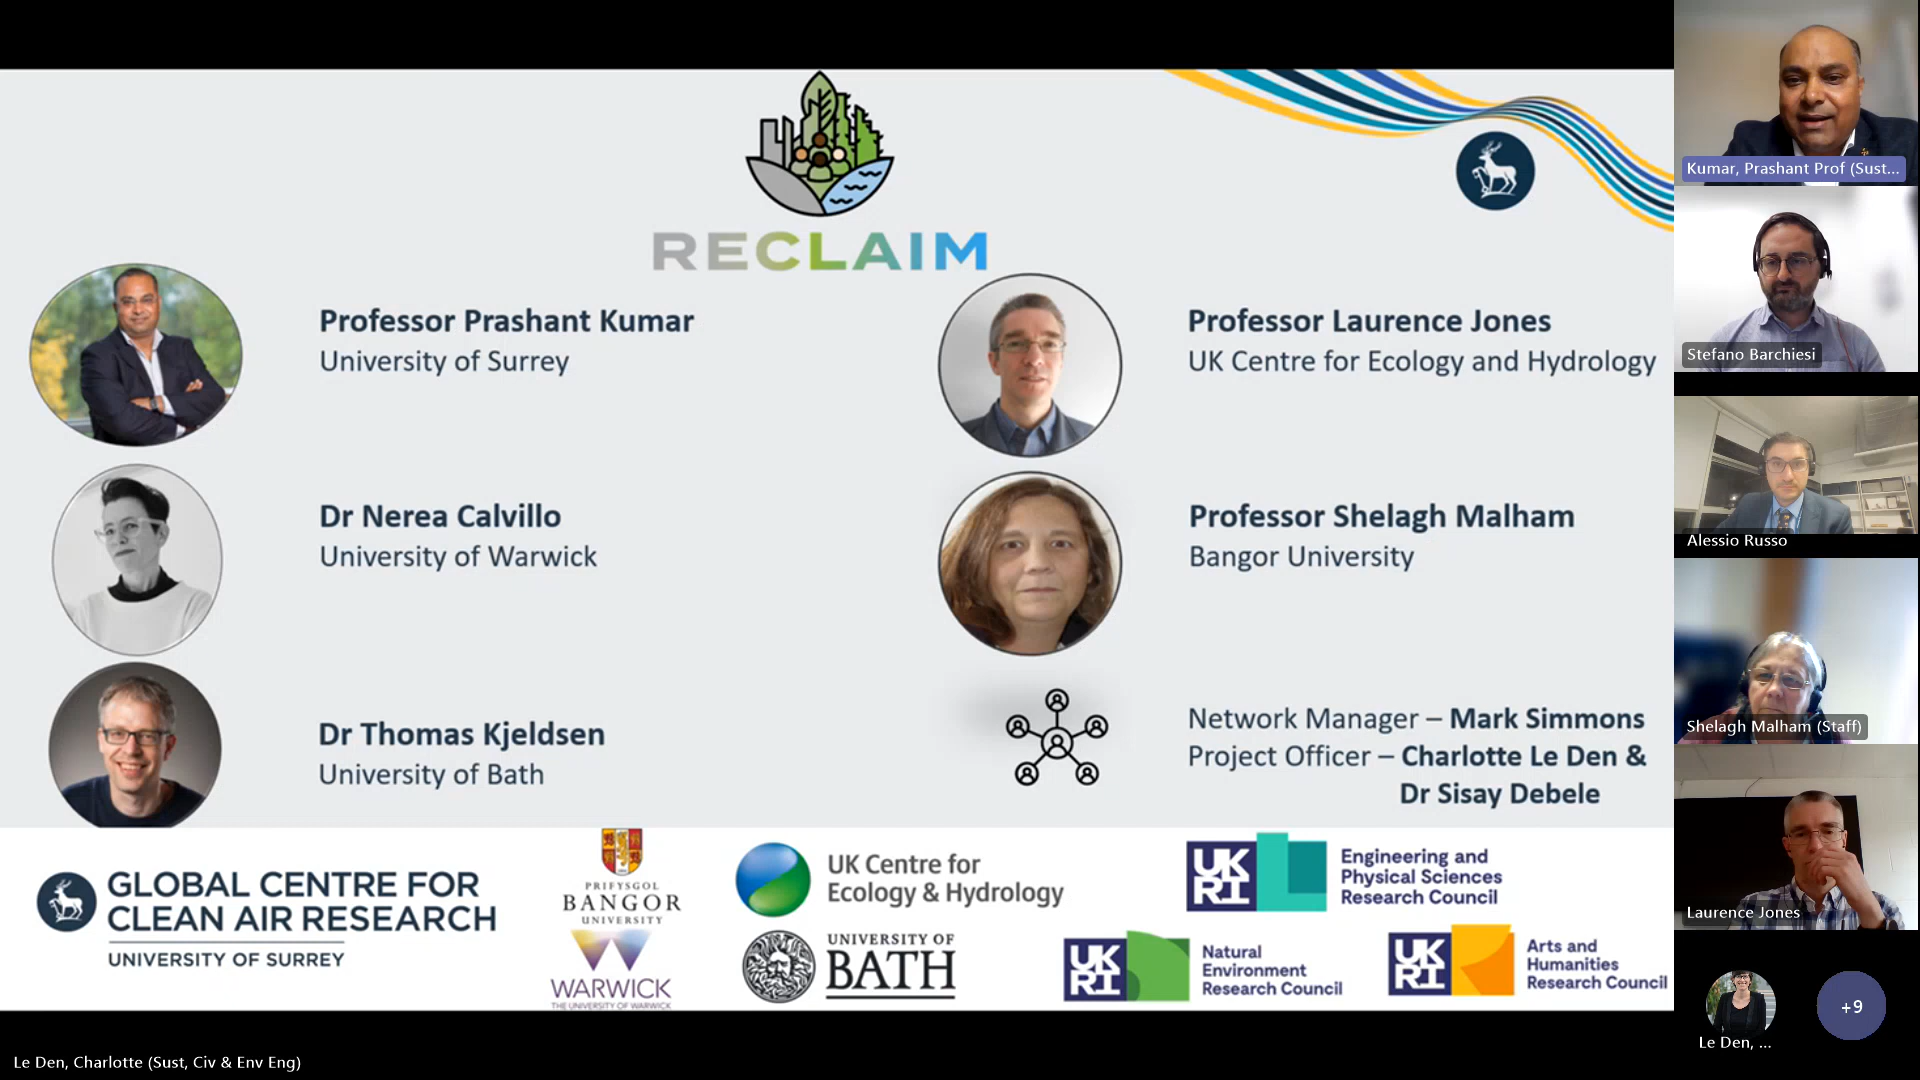 RECLAIM
Professor Prashant Kumar
University of Surrey
Professor Laurence Jones
UK Centre for Ecology and Hydrology
Dr Nerea Calvillo
University of Warwick
Professor Shelagh Malham
Bangor University
Dr Thomas Kjeldsen
University of Bath
Network Manager – Mark Simmons
Project Officer – Charlotte Le Den &
Dr Sisay Debele
GLOBAL CENTRE FOR
CLEAN AIR RESEARCH
UNIVERSITY OF SURREY
PRIFYSGOL
BANGOR
UNIVERSITY
WARWICK
THE UNIVERSITY OF WARWICK
UK Centre for
Ecology & Hydrology
UNIVERSITY OF
BATH
UK
RI
Engineering and
Physical Sciences
Research Council
UK
RI
Natural
Environment
Research Council
UK
RI
Arts and
Humanities
Research Council
Kumar, Prashant Prof (Sust...
Stefano Barchiesi
Alessio Russo
Shelagh Malham (Staff)
Laurence Jones
Le Den, ...
+9
Le Den, Charlotte (Sust, Civ & Env Eng)